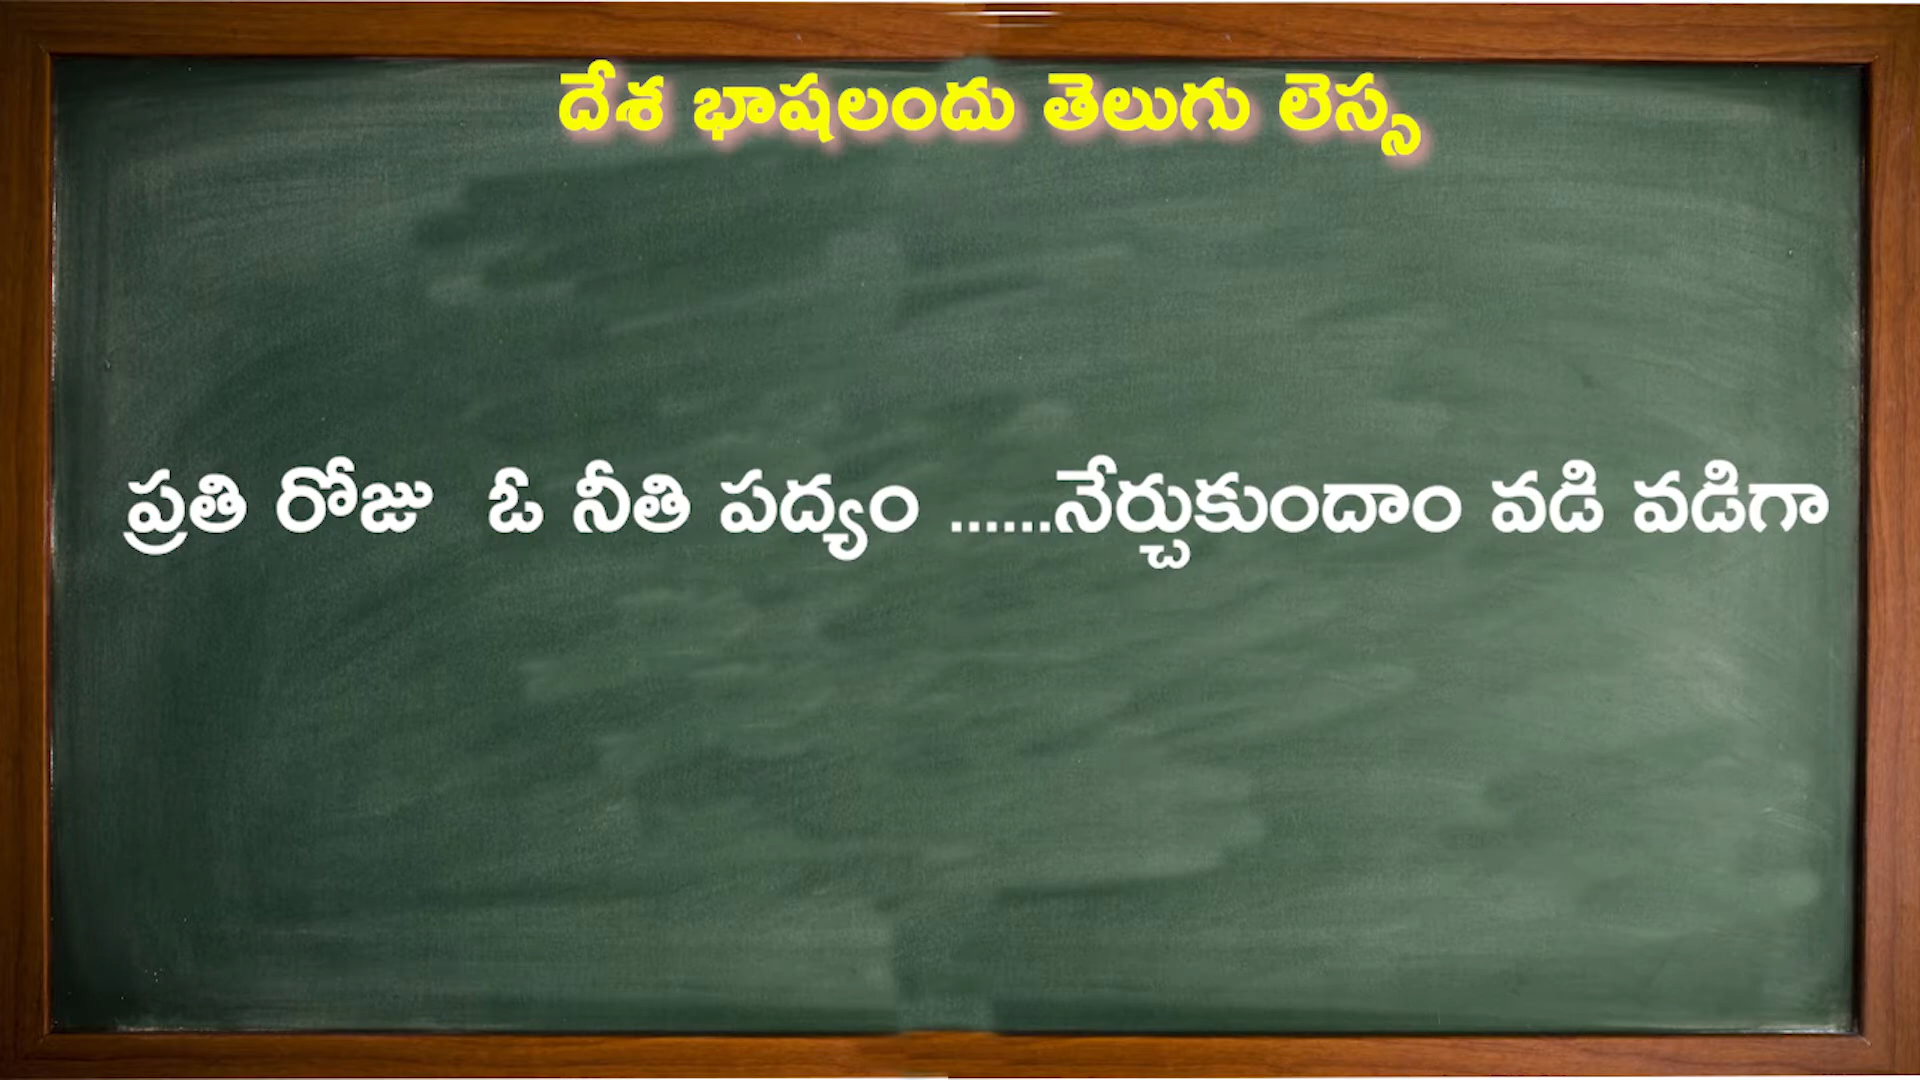 దేశ భాషలందు తెలుగు లెస్స
ప్రతి రోజు ఓ నీతి పద్యం ......నేర్చుకుందాం వడి వడిగా